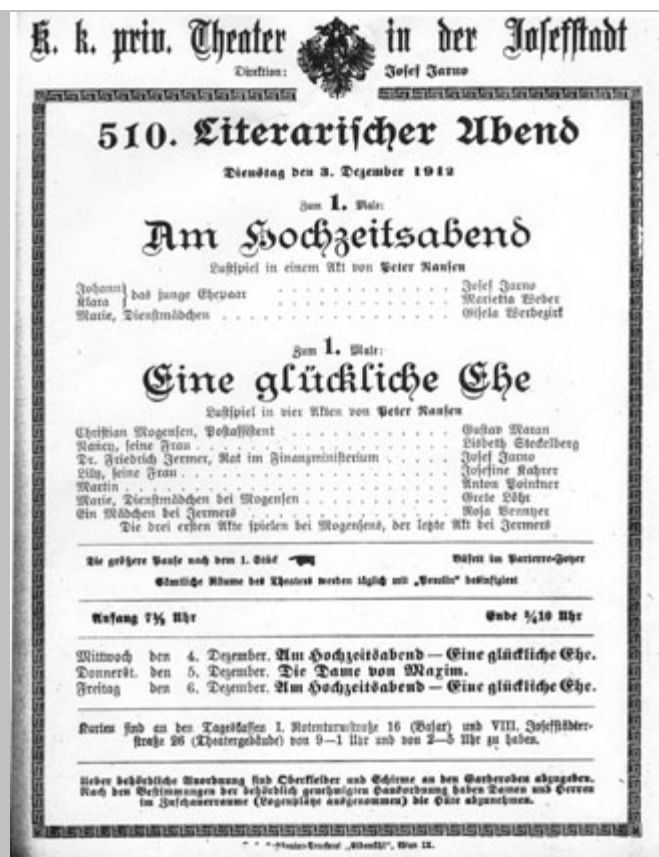 K. k. priv. Theater in der Josefstadt
Direktion: Josef Jarno
510. Literarischer Abend
Dienstag den 3. Dezember 1912
Zum 1. Male:
Am Hochzeitsabend
Lustspiel in einem Akt von Peter Nansen
Johann } das junge Ehepaar . . . . . . . . . Josef Jarno
Klara } Marietta Weber
Marie, Dienstmädchen . . . . . . . . . Gisela Werbezirk
Zum 1. Male:
Eine glückliche Ehe
Lustspiel in vier Akten von Peter Nansen
Christian Mogensen, Postassistent . . . . . . . . . Gustav Maran
Nancy, seine Frau . . . . . . . . . Lisbeth Steckelberg
Dr. Friedrich Jermer, Rat im Finanzministerium . . . . . . Josef Jarno
Lilly, seine Frau . . . . . . . . . Josefine Kahrer
Martin . . . . . . . . . Anton Pointner
Marie, Dienstmädchen bei Mogensen . . . . . . . . . Grete Löhr
Ein Mädchen bei Jermers . . . . . . . . . Rosa
Die drei ersten Akte spielen bei Mogensens, der letzte Akt bei Jermers
Die größere Pause nach dem 1. Stück Büfett im Parterre-Foyer
Sämtliche Räume des Theaters werden täglich mit desinfiziert
Anfang 7½ Uhr Ende ¾10 Uhr
Mittwoch den 4. Dezember. Am Hochzeitsabend — Eine glückliche Ehe.
Donnerst. den 5. Dezember. Die Dame von Maxim.
Freitag den 6. Dezember. Am Hochzeitsabend — Eine glückliche Ehe.
Karten sind an den Tageskassen I. Rotenturmstraße 16 (Basar) und VIII. Josefstädter-
straße 26 (Theatergebäude) von 9—1 Uhr und von 2—5 Uhr zu haben.
Ueber behördliche Anordnung sind Oberkleider und Schirme an den Garderoben abzugeben.
Nach den Bestimmungen der behördlich genehmigten Hausordnung haben Damen und Herren
im Zuschauerraume (Logenplätze ausgenommen) die Hüte abzunehmen.
Wien IX.